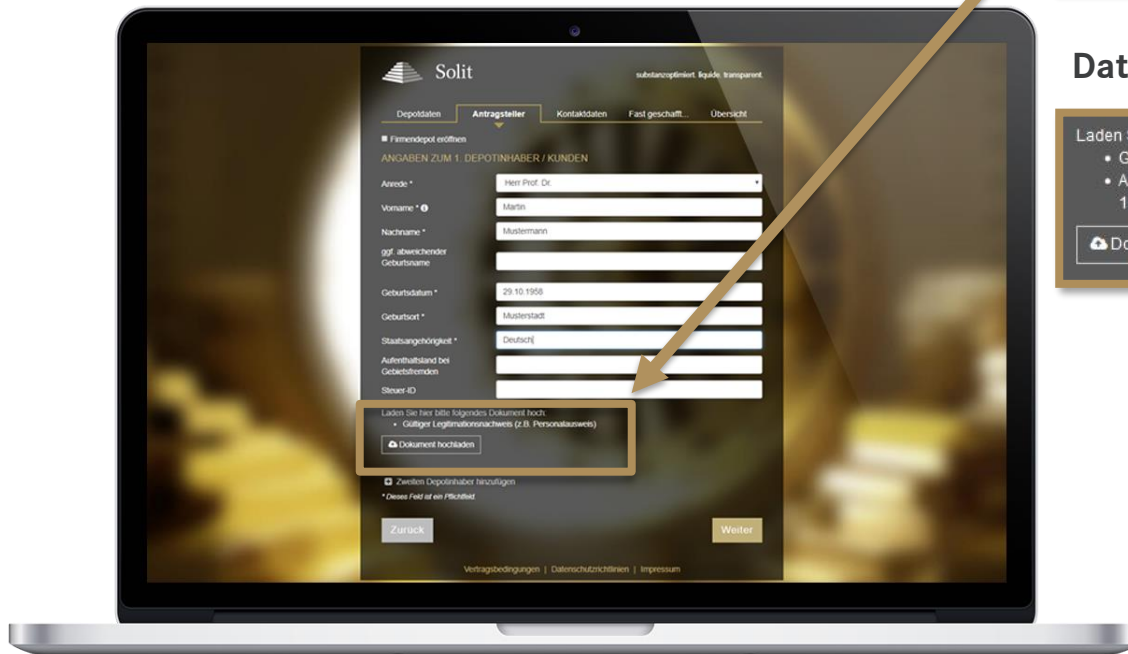 Solit
substanzoptimiert. liquide. transparent.
Depotdaten Antragsteller Kontaktdaten Fast geschafft... Übersicht
Firmendepot eröffnen
ANGABEN ZUM 1. DEPOTINHABER / KUNDEN
Anrede * Herr Prof. Dr.
Vorname * Martin
Nachname * Mustermann
ggf. abweichender
Geburtsname
Geburtsdatum * 29.10.1958
Geburtsort * Musterstadt
Staatsangehörigkeit * Deutsch
Aufenthaltsland bei
Gebietsfremden
Steuer-ID
Laden Sie hier bitte folgendes Dokument hoch:
• Gültiger Legitimationsnachweis (z.B. Personalausweis)
Dokument hochladen
Zweiten Depotinhaber hinzufügen
* Dieses Feld ist ein Pflichtfeld.
Zurück Weiter
Vertragsbedingungen | Datenschutzrichtlinien | Impressum
Dat
Laden
• G
• A
1
Do